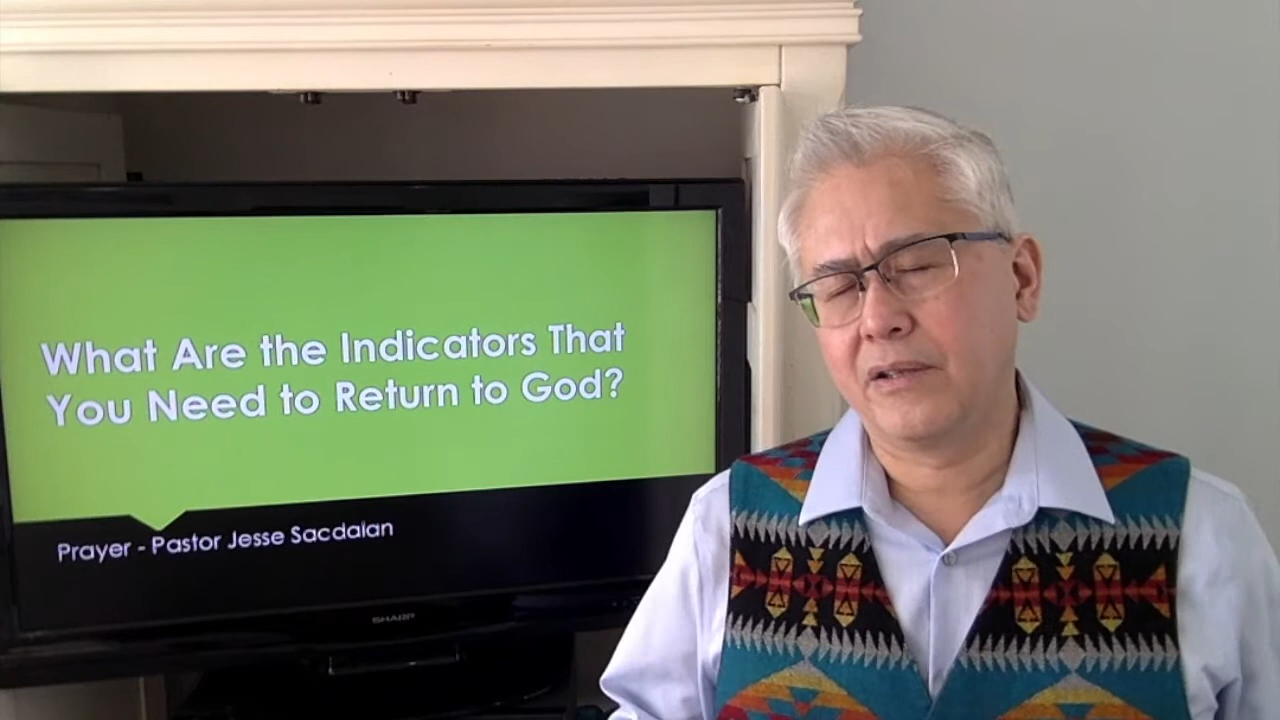 What Are the Indicators That
You Need to Return to God?
Prayer - Pastor Jesse Sacdalan
SHARP